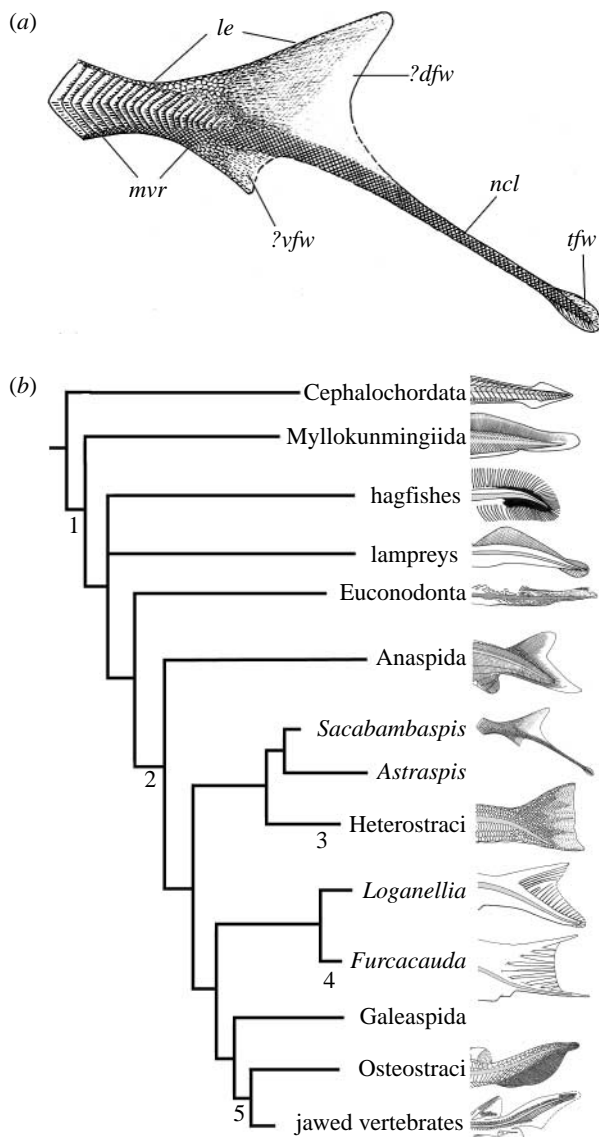 (a)
le
?dfw
mvr
ncl
?vfw
tfw
(b)
Cephalochordata
Myllokunmingiida
1
hagfishes
lampreys
Euconodonta
Anaspida
Sacabambaspis
2
Astraspis
3
Heterostraci
Loganellia
Furcacauda
4
Galeaspida
Osteostraci
5
jawed vertebrates